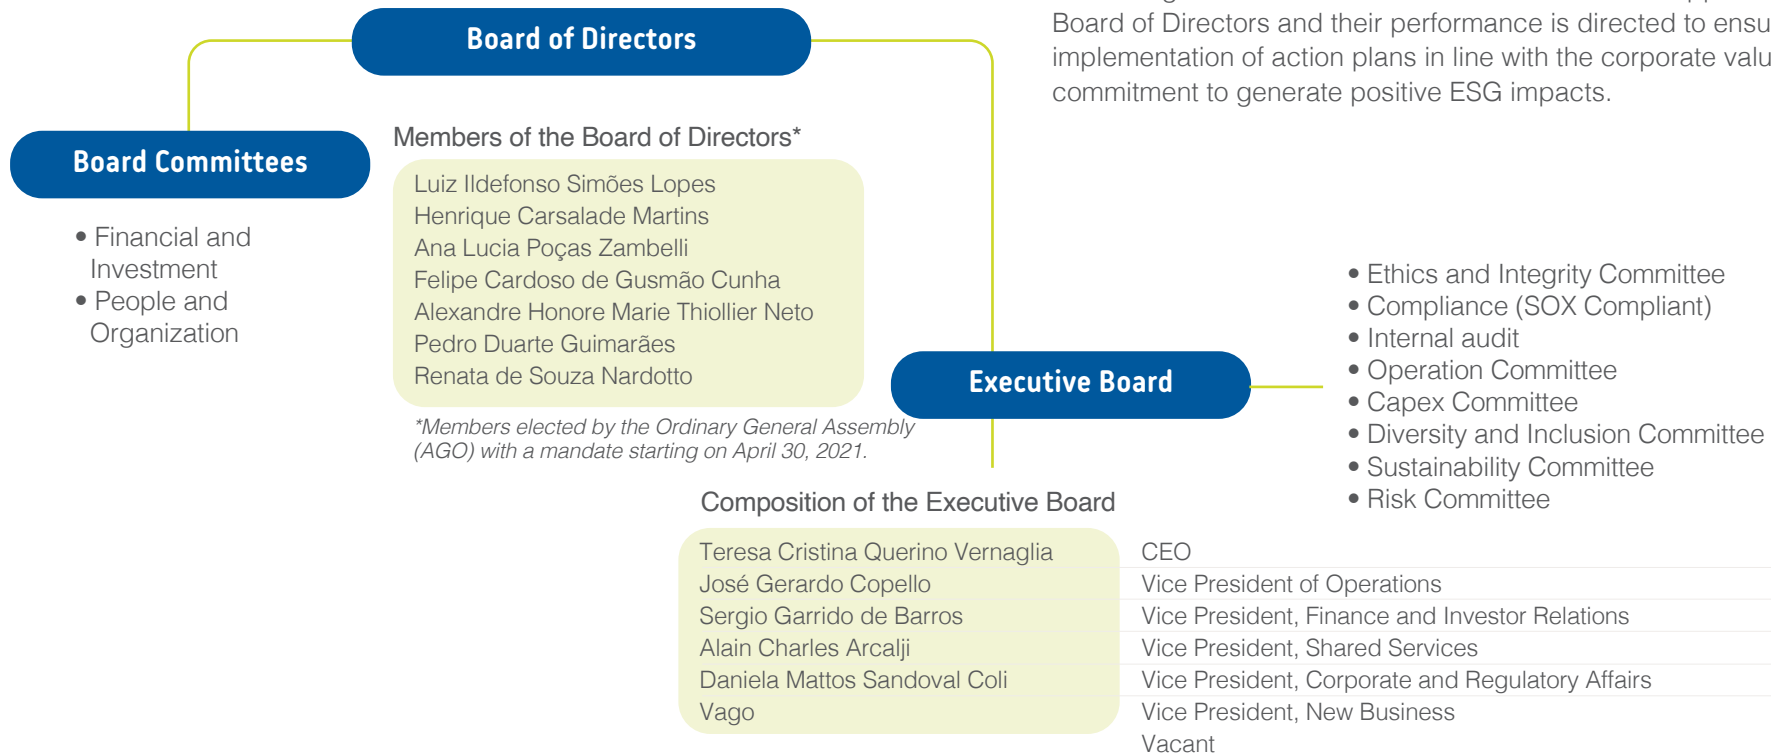 Board of Directors and their performance is directed to ensu
implementation of action plans in line with the corporate valu
commitment to generate positive ESG impacts.
Board of Directors
Board Committees
• Financial and
Investment
• People and
Organization
Members of the Board of Directors*
Luiz Ildefonso Simões Lopes
Henrique Carsalade Martins
Ana Lucia Poças Zambelli
Felipe Cardoso de Gusmão Cunha
Alexandre Honore Marie Thiollier Neto
Pedro Duarte Guimarães
Renata de Souza Nardotto
*Members elected by the Ordinary General Assembly
(AGO) with a mandate starting on April 30, 2021.
Executive Board
• Ethics and Integrity Committee
• Compliance (SOX Compliant)
• Internal audit
• Operation Committee
• Capex Committee
• Diversity and Inclusion Committee
• Sustainability Committee
• Risk Committee
Composition of the Executive Board
Teresa Cristina Querino Vernaglia CEO
José Gerardo Copello Vice President of Operations
Sergio Garrido de Barros Vice President, Finance and Investor Relations
Alain Charles Arcalji Vice President, Shared Services
Daniela Mattos Sandoval Coli Vice President, Corporate and Regulatory Affairs
Vago Vice President, New Business
Vacant